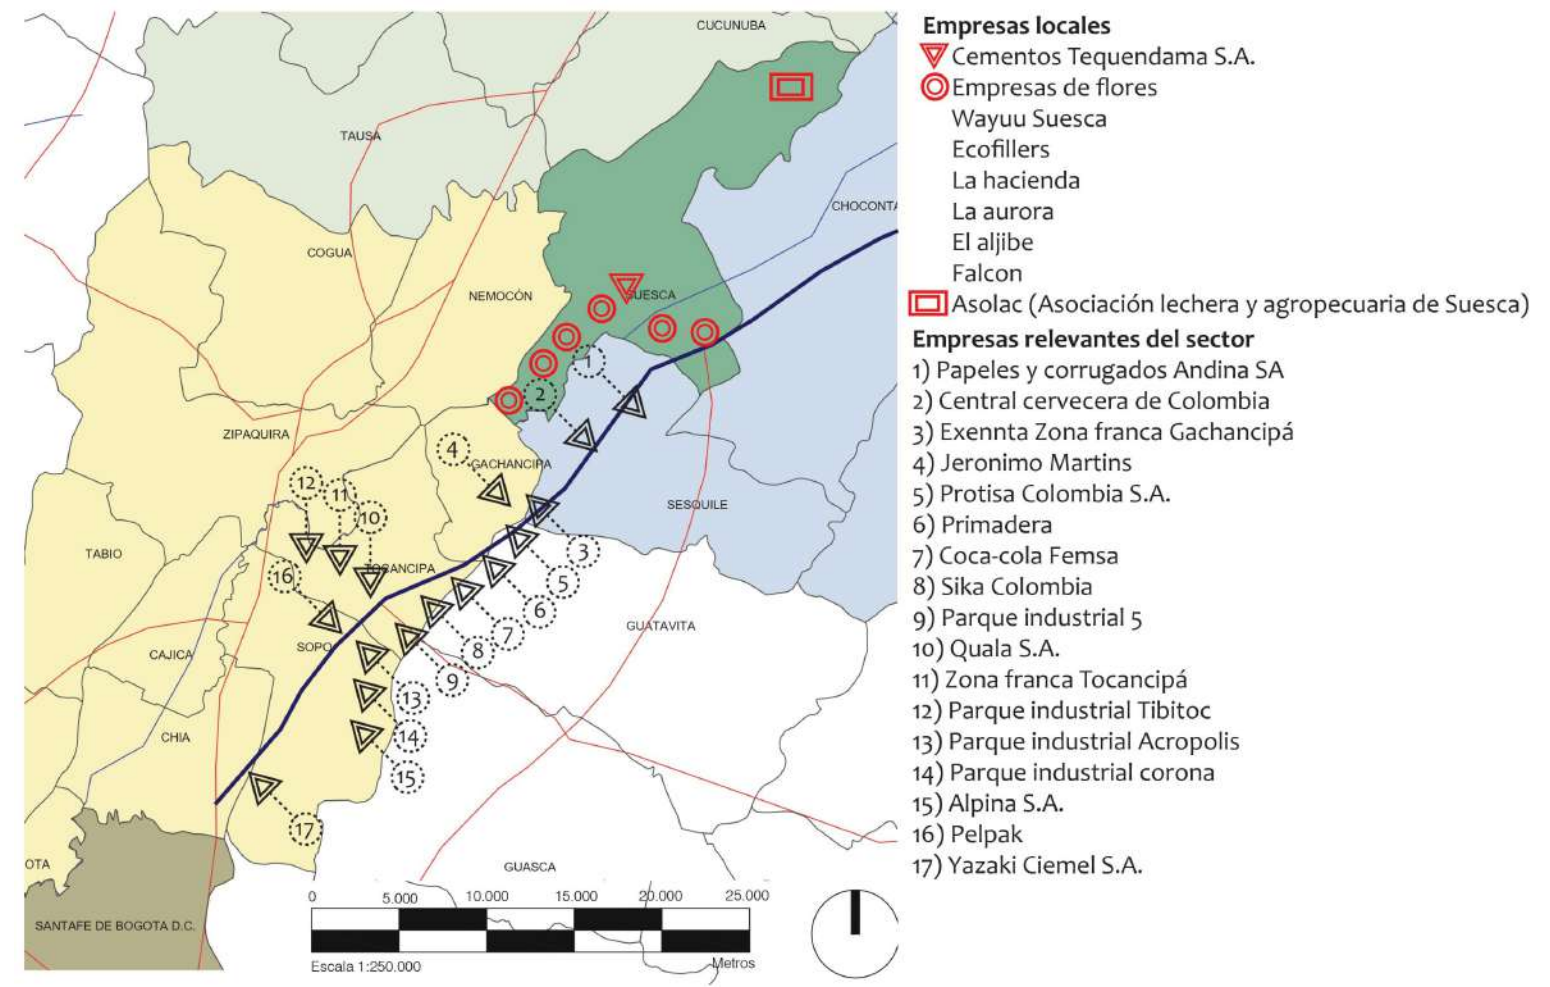 CUCUNUBA
TAUSA
CHOCONTA
COGUA
NEMOCÓN
SUESCA
1
2
ZIPAQUIRA
4
GACHANCIPA
12
11
10
SESQUILE
TABIO
3
16
TOCANCIPA
5
6
GUATAVITA
7
SOPO
8
CAJICA
9
13
CHIA
14
15
17
OTA
GUASCA
SANTAFE DE BOGOTA D.C.
0 5.000 10.000 15.000 20.000 25.000
Escala 1:250.000 Metros
Empresas locales
Cementos Tequendama S.A.
Empresas de flores
Wayuu Suesca
Ecofillers
La hacienda
La aurora
El aljibe
Falcon
Asolac (Asociación lechera y agropecuaria de Suesca)
Empresas relevantes del sector
1) Papeles y corrugados Andina SA
2) Central cervecera de Colombia
3) Exennta Zona franca Gachancipá
4) Jeronimo Martins
5) Protisa Colombia S.A.
6) Primadera
7) Coca-cola Femsa
8) Sika Colombia
9) Parque industrial 5
10) Quala S.A.
11) Zona franca Tocancipá
12) Parque industrial Tibitoc
13) Parque industrial Acropolis
14) Parque industrial corona
15) Alpina S.A.
16) Pelpak
17) Yazaki Ciemel S.A.